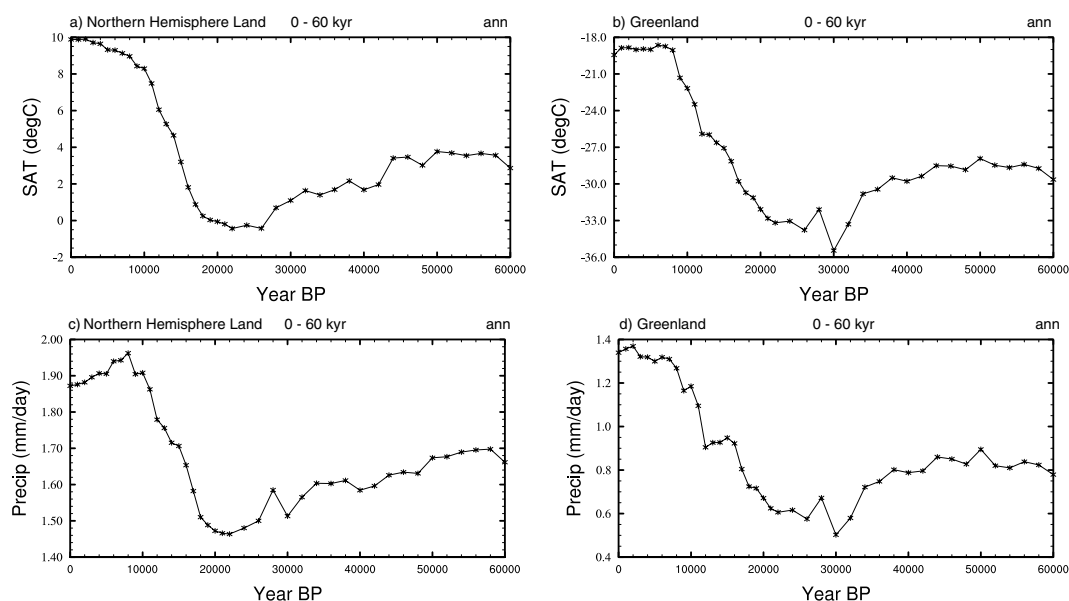 a) Northern Hemisphere Land 0 - 60 kyr ann
10
8
6
4
2
0
-2
SAT (degC)
0 10000 20000 30000 40000 50000 60000
Year BP
b) Greenland 0 - 60 kyr ann
-18.0
-21.0
-24.0
-27.0
-30.0
-33.0
-36.0
SAT (degC)
0 10000 20000 30000 40000 50000 60000
Year BP
c) Northern Hemisphere Land 0 - 60 kyr ann
2.00
1.90
1.80
1.70
1.60
1.50
1.40
Precip (mm/day)
0 10000 20000 30000 40000 50000 60000
Year BP
d) Greenland 0 - 60 kyr ann
1.4
1.2
1.0
0.8
0.6
0.4
Precip (mm/day)
0 10000 20000 30000 40000 50000 60000
Year BP